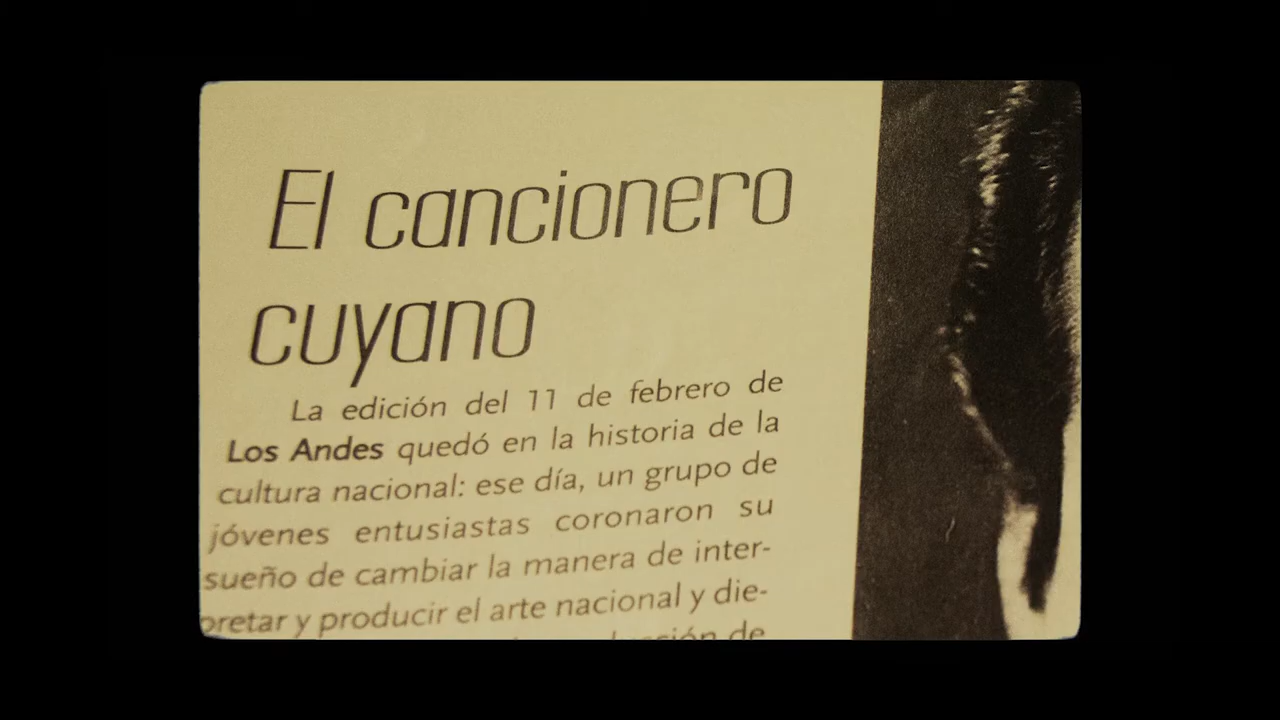 El cancionero
cuyano
La edición del 11 de febrero de
Los Andes quedó en la historia de la
cultura nacional: ese día, un grupo de
jóvenes entusiastas coronaron su
sueño de cambiar la manera de inter-
pretar y producir el arte nacional y die-
de